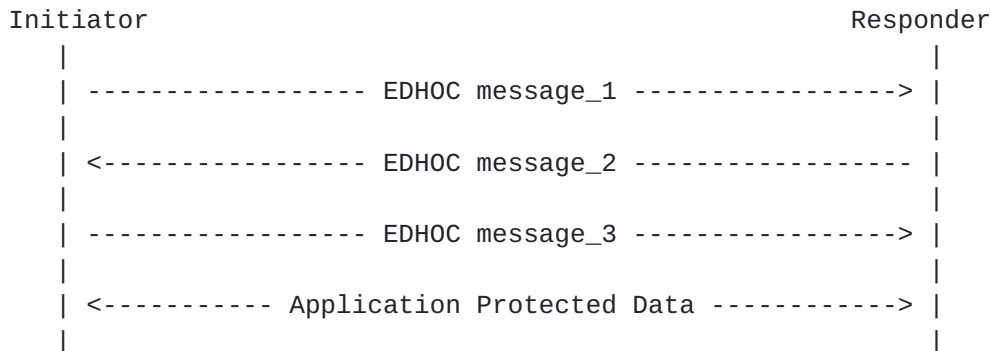 Initiator                                             Responder
   |                                                      |
   | ------------------ EDHOC message_1 -----------------> |
   |                                                      |
   | <----------------- EDHOC message_2 ------------------ |
   |                                                      |
   | ------------------ EDHOC message_3 -----------------> |
   |                                                      |
   | <----------- Application Protected Data ------------> |
   |                                                      |